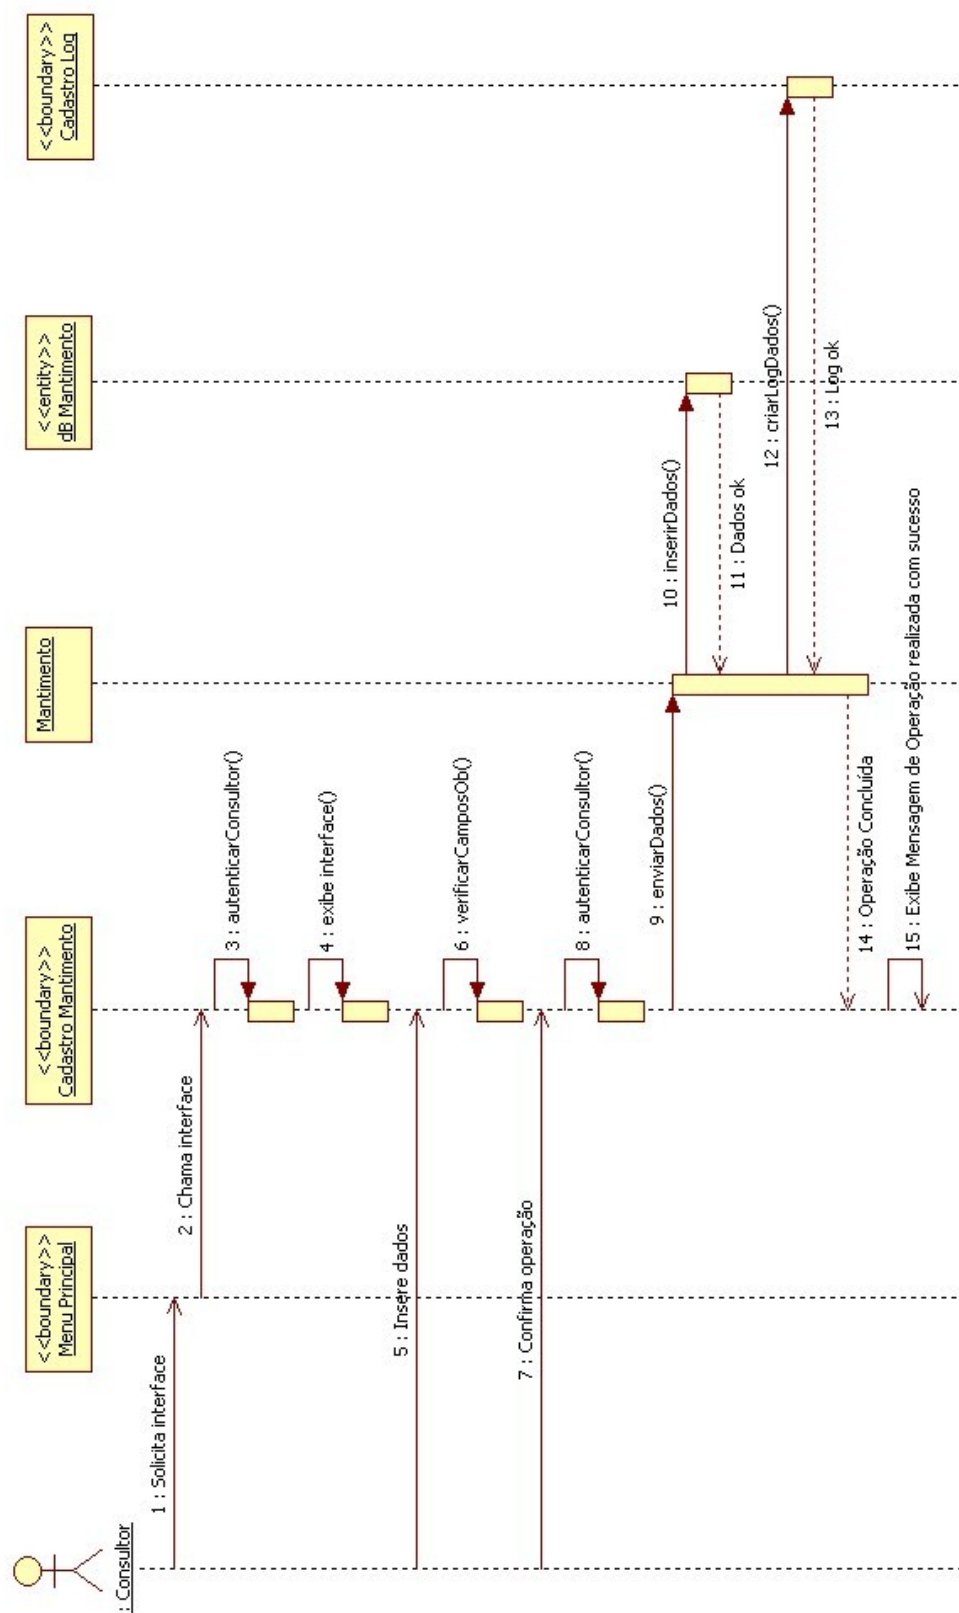 : Consultor
<<boundary>>
Menu Principal
<<boundary>>
Cadastro Mantimento
Mantimento
<<entity>>
dB Mantimento
<<boundary>>
Cadastro Log
1 : Solicita interface
2 : Chama interface
3 : autenticarConsultor()
4 : exibe interface()
5 : Insere dados
6 : verificarCamposOb()
7 : Confirma operação
8 : autenticarConsultor()
9 : enviarDados()
10 : inserirDados()
11 : Dados ok
12 : criarLogDados()
13 : Log ok
14 : Operação Concluída
15 : Exibe Mensagem de Operação realizada com sucesso